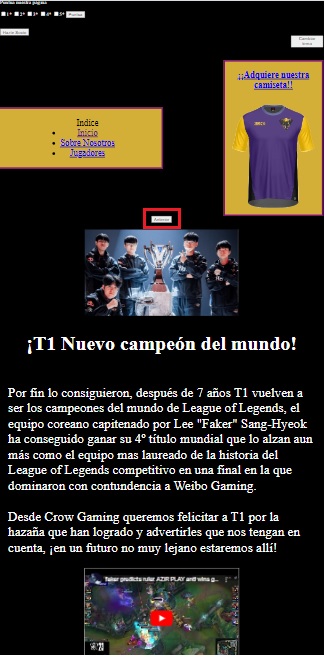 Puntua nuestra página
1* 2* 3* 4* 5* Puntua
Hazte Socio
Cambiar
¡¡Adquiere nuestra
camiseta!!
Indice
Inicio
Sobre Nosotros
Jugadores
Anterior
¡T1 Nuevo campeón del mundo!
Por fin lo consiguieron, después de 7 años T1 vuelven a
ser los campeones del mundo de League of Legends, el
equipo coreano capitenado por Lee "Faker" Sang-Hyeok
ha conseguido ganar su 4º título mundial que lo alzan aun
más como el equipo mas laureado de la historia del
League of Legends competitivo en una final en la que
dominaron con contundencia a Weibo Gaming.
Desde Crow Gaming queremos felicitar a T1 por la
hazaña que han logrado y advertirles que nos tengan en
cuenta, ¡en un futuro no muy lejano estaremos allí!
Faker predicts ruler AZIR PLAY and wins g...